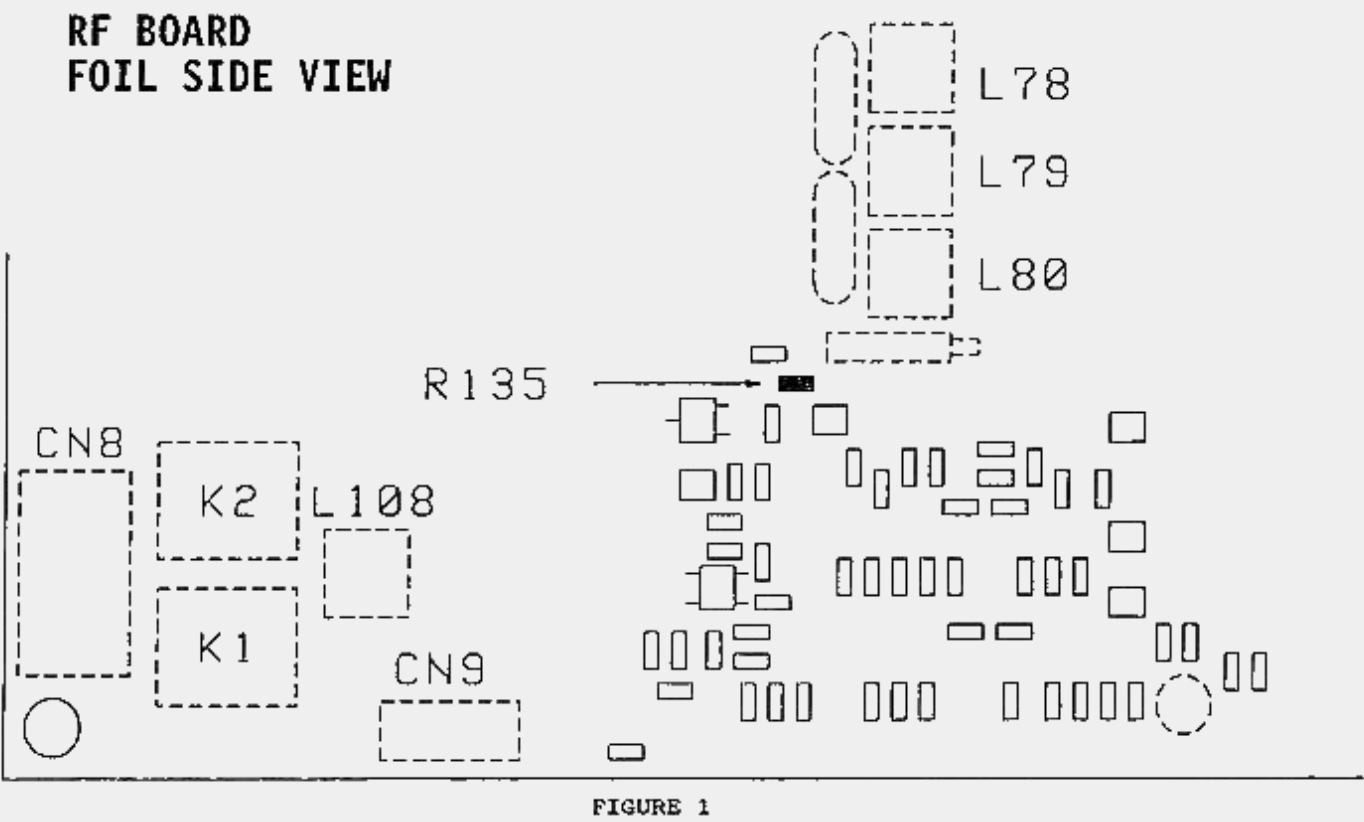 RF BOARD
FOIL SIDE VIEW
L78
L79
L80
R135
CN8
K2
L108
K1
CN9
FIGURE 1